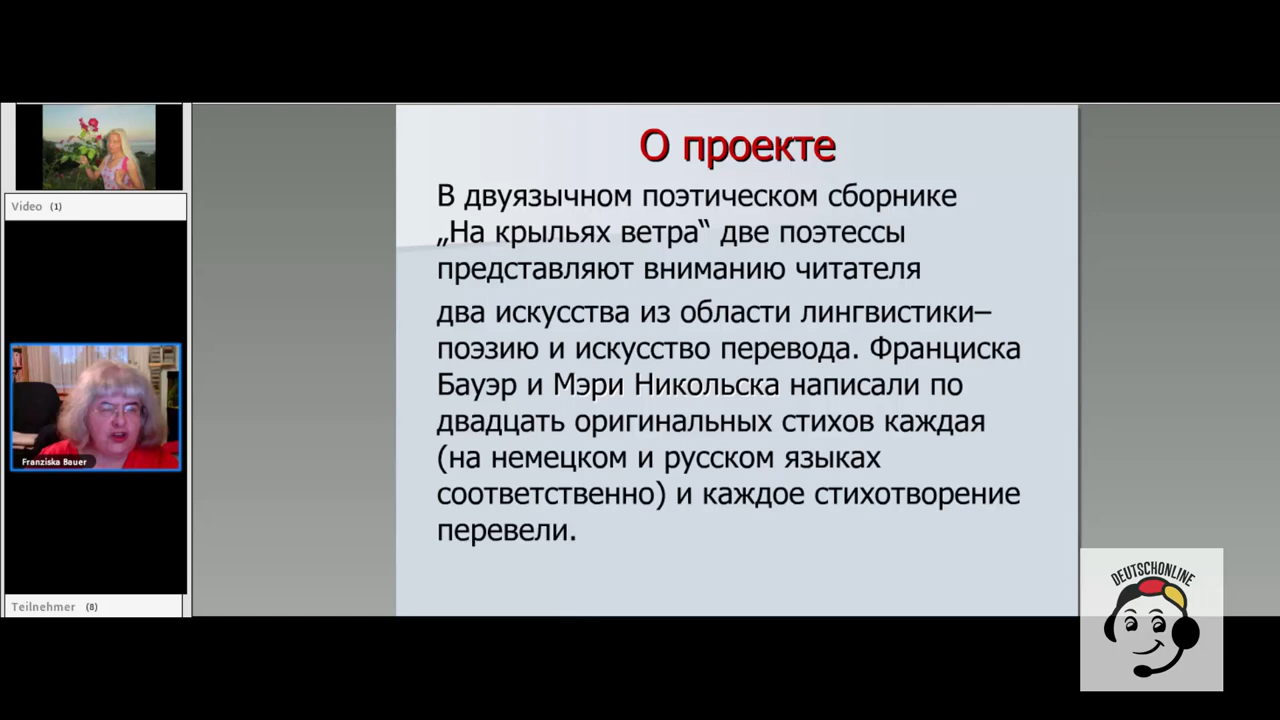 О проекте
В двуязычном поэтическом сборнике
„На крыльях ветра“ две поэтессы
представляют вниманию читателя
два искусства из области лингвистики–
поэзию и искусство перевода. Франциска
Бауэр и Мэри Никольска написали по
двадцать оригинальных стихов каждая
(на немецком и русском языках
соответственно) и каждое стихотворение
перевели.
Video (1)
Franziska Bauer
Teilnehmer (8)
DEUTSCHONLINE